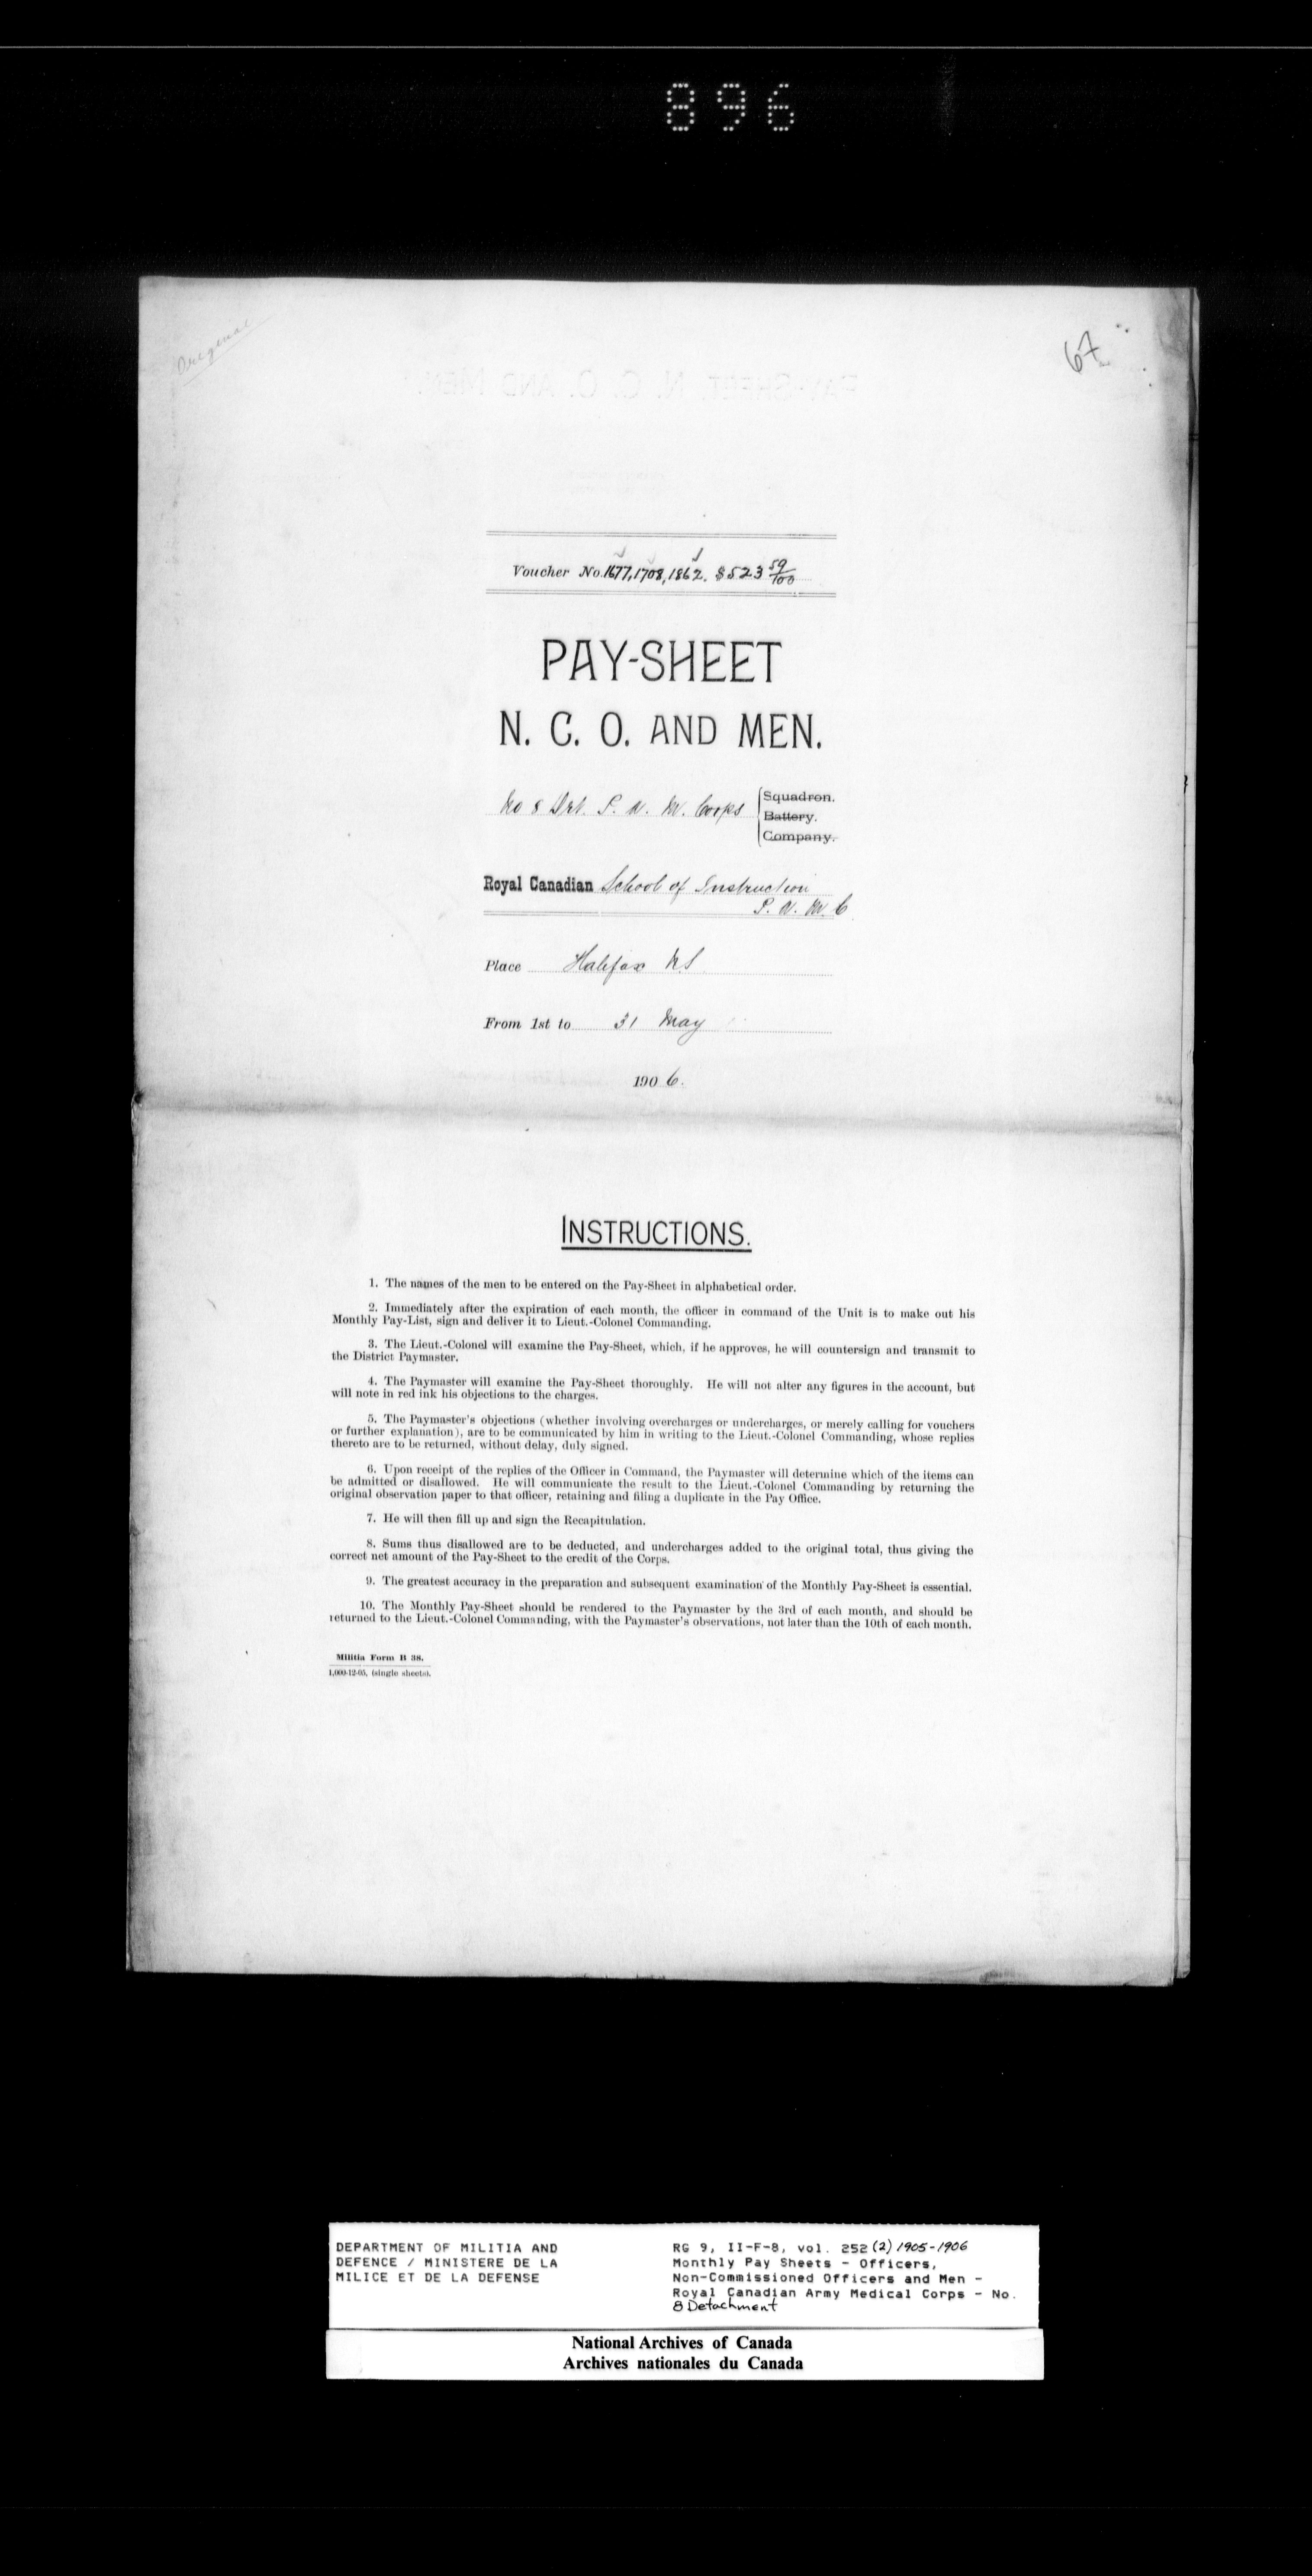 896
Original
67
Voucher No. 1677, 1708, 1862. $523 59/100
PAY-SHEET
N. C. O. AND MEN.
No 8 Det. P. A. M. Corps
Squadron.
Battery.
Company.
Royal Canadian School of Instruction
P. A. M. C
Place Halifax NS
From 1st to 31 May
1906.
INSTRUCTIONS.
1. The names of the men to be entered on the Pay-Sheet in alphabetical order.
2. Immediately after the expiration of each month, the officer in command of the Unit is to make out his
Monthly Pay-List, sign and deliver it to Lieut.-Colonel Commanding.
3. The Lieut.-Colonel will examine the Pay-Sheet, which, if he approves, he will countersign and transmit to
the District Paymaster.
4. The Paymaster will examine the Pay-Sheet thoroughly. He will not alter any figures in the account, but
will note in red ink his objections to the charges.
5. The Paymaster's objections (whether involving overcharges or undercharges, or merely calling for vouchers
or further explanation), are to be communicated by him in writing to the Lieut.-Colonel Commanding, whose replies
thereto are to be returned, without delay, duly signed.
6. Upon receipt of the replies of the Officer in Command, the Paymaster will determine which of the items can
be admitted or disallowed. He will communicate the result to the Lieut.-Colonel Commanding by returning the
original observation paper to that officer, retaining and filing a duplicate in the Pay Office.
7. He will then fill up and sign the Recapitulation.
8. Sums thus disallowed are to be deducted, and undercharges added to the original total, thus giving the
correct net amount of the Pay-Sheet to the credit of the Corps.
9. The greatest accuracy in the preparation and subsequent examination of the Monthly Pay-Sheet is essential.
10. The Monthly Pay-Sheet should be rendered to the Paymaster by the 3rd of each month, and should be
returned to the Lieut.-Colonel Commanding, with the Paymaster's observations, not later than the 10th of each month.
Militia Form B 38.
1,000-12-05, (single sheets).
DEPARTMENT OF MILITIA AND
DEFENCE / MINISTERE DE LA
MILICE ET DE LA DEFENSE
RG 9, II-F-8, vol. 252 (2) 1905-1906
Monthly Pay Sheets - Officers,
Non-Commissioned Officers and Men -
Royal Canadian Army Medical Corps - No.
8 Detachment
National Archives of Canada
Archives nationales du Canada